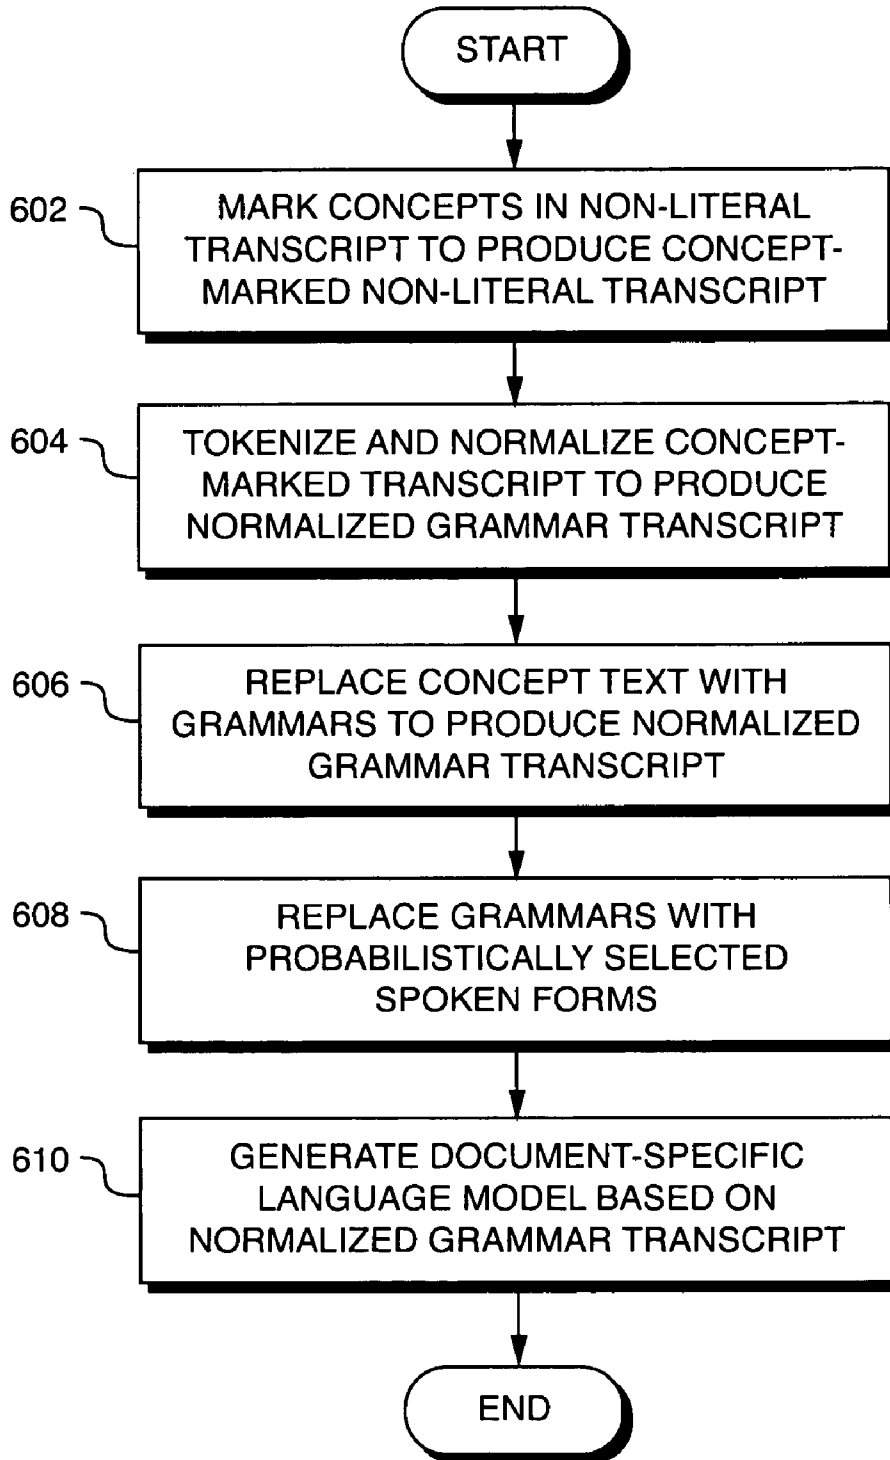 START
602
MARK CONCEPTS IN NON-LITERAL
TRANSCRIPT TO PRODUCE CONCEPT-
MARKED NON-LITERAL TRANSCRIPT
604
TOKENIZE AND NORMALIZE CONCEPT-
MARKED TRANSCRIPT TO PRODUCE
NORMALIZED GRAMMAR TRANSCRIPT
606
REPLACE CONCEPT TEXT WITH
GRAMMARS TO PRODUCE NORMALIZED
GRAMMAR TRANSCRIPT
608
REPLACE GRAMMARS WITH
PROBABILISTICALLY SELECTED
SPOKEN FORMS
610
GENERATE DOCUMENT-SPECIFIC
LANGUAGE MODEL BASED ON
NORMALIZED GRAMMAR TRANSCRIPT
END